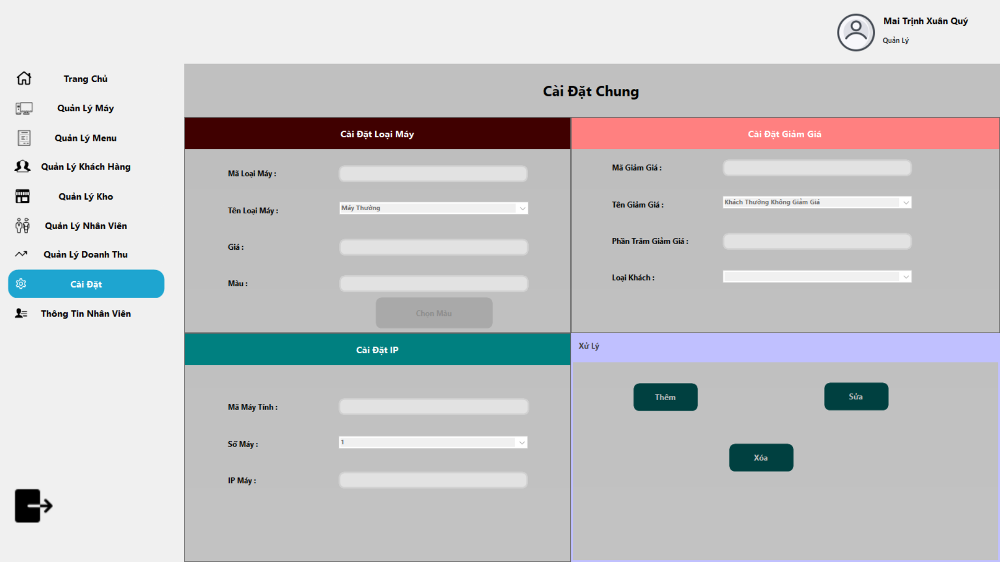 Mai Trịnh Xuân Quý
Quản Lý
Trang Chủ
Quản Lý Máy
Quản Lý Menu
Quản Lý Khách Hàng
Quản Lý Kho
Quản Lý Nhân Viên
Quản Lý Doanh Thu
Cài Đặt
Thông Tin Nhân Viên
Cài Đặt Chung
Cài Đặt Loại Máy
Mã Loại Máy :
Tên Loại Máy :
Máy Thường
Giá :
Màu :
Chọn Màu
Cài Đặt Giảm Giá
Mã Giảm Giá :
Tên Giảm Giá :
Khách Thường Không Giảm Giá
Phần Trăm Giảm Giá :
Loại Khách :
Cài Đặt IP
Mã Máy Tính :
Số Máy :
1
IP Máy :
Xử Lý
Thêm
Sửa
Xóa